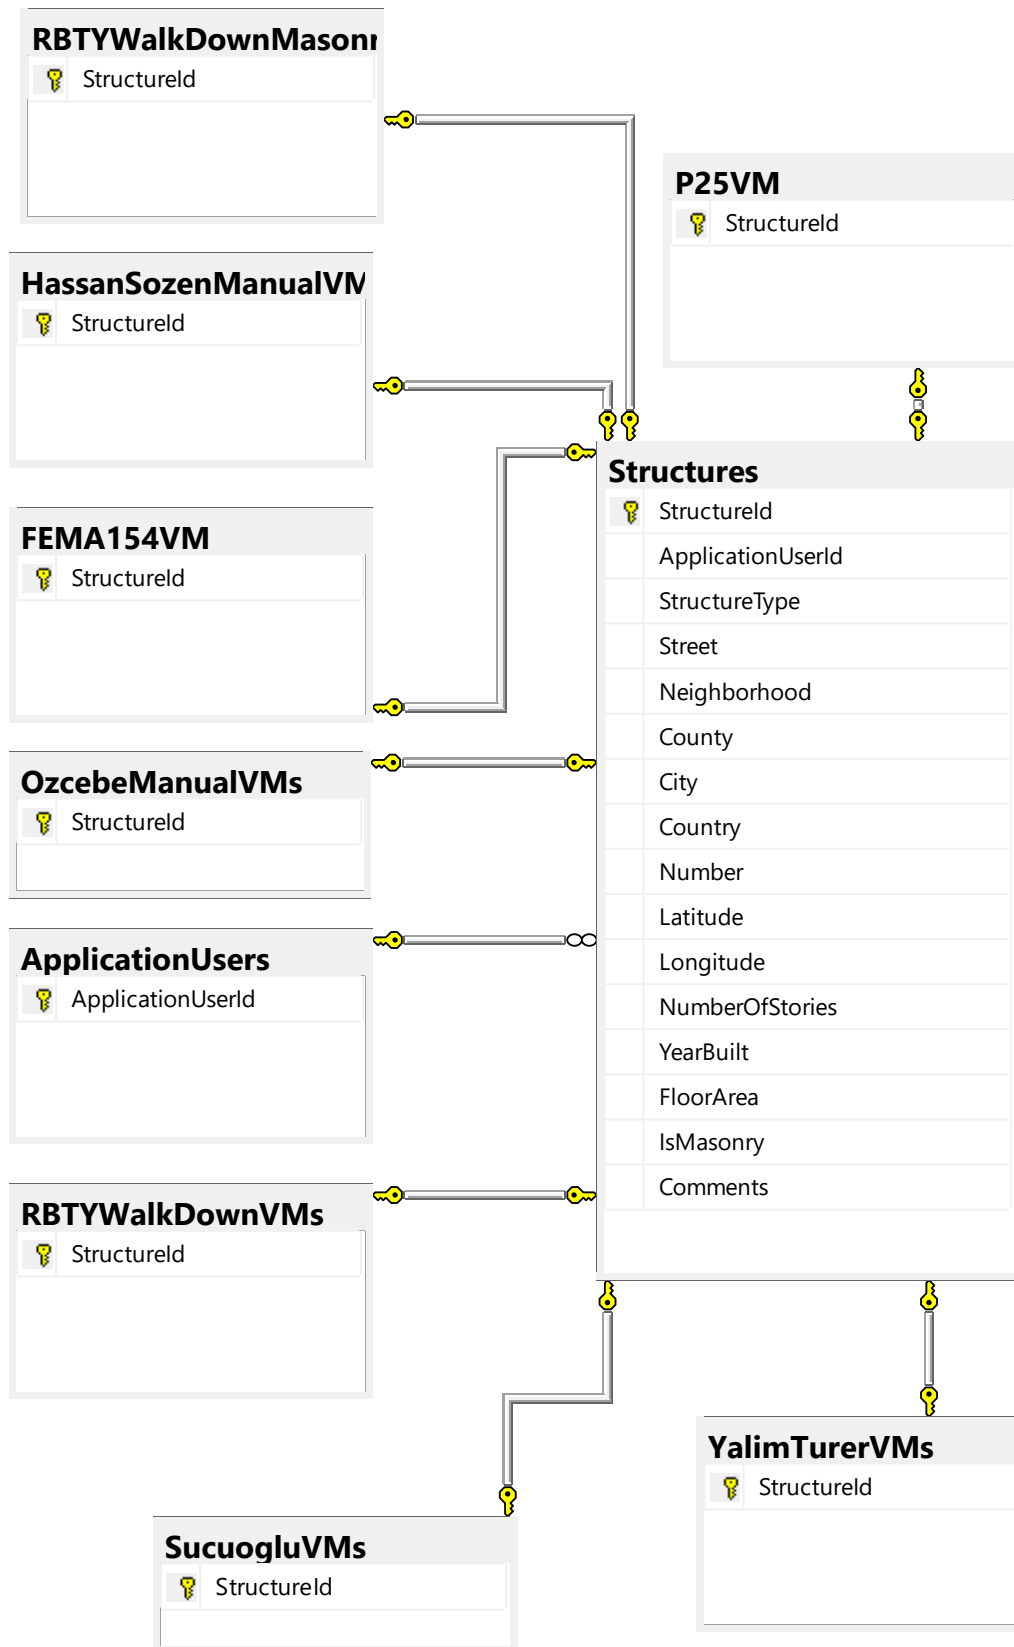 RBTYWalkDownMasonr
StructureId
P25VM
StructureId
HassanSozenManualVM
StructureId
FEMA154VM
StructureId
Structures
StructureId
ApplicationUserId
StructureType
Street
Neighborhood
County
City
Country
Number
Latitude
Longitude
NumberOfStories
YearBuilt
FloorArea
IsMasonry
Comments
OzcebeManualVMs
StructureId
ApplicationUsers
ApplicationUserId
RBTYWalkDownVMs
StructureId
YalimTurerVMs
StructureId
SucuogluVMs
StructureId